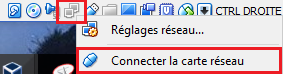 CTRL DROITE
Réglages réseau...
Connecter la carte réseau